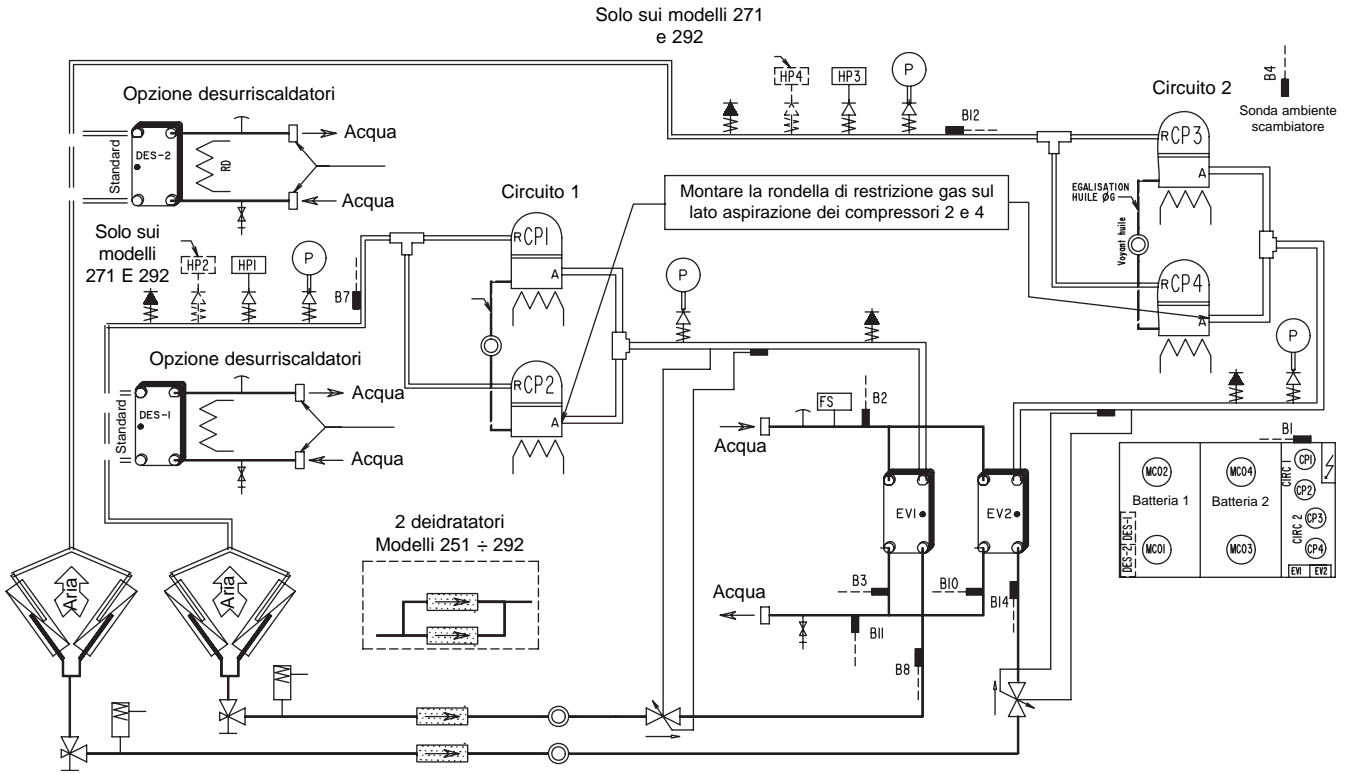 Solo sui modelli 271
e 292
HP4
HP3
P
B12
Circuito 2
B4
Sonda ambiente
scambiatore
Opzione desurriscaldatori
Standard
DES-2
RD
Acqua
Acqua
R CP3
A
EGALISATION
HUILE ØG
Voyant huile
R CP4
A
Circuito 1
Montare la rondella di restrizione gas sul
lato aspirazione dei compressori 2 e 4
Solo sui
modelli
271 E 292
HP2
HP1
P
B7
R CP1
A
R CP2
A
P
P
Opzione desurriscaldatori
Standard
DES-1
Acqua
Acqua
FS
B2
Acqua
EV1
EV2
B1
MC02
MC04
Batteria 1
Batteria 2
MC01
MC03
DES-2
DES-1
CIRC 1
CIRC 2
CP1
CP2
CP3
CP4
EV1
EV2
2 deidratatori
Modelli 251 ÷ 292
Aria
Aria
B3
B10
B14
Acqua
B11
B8